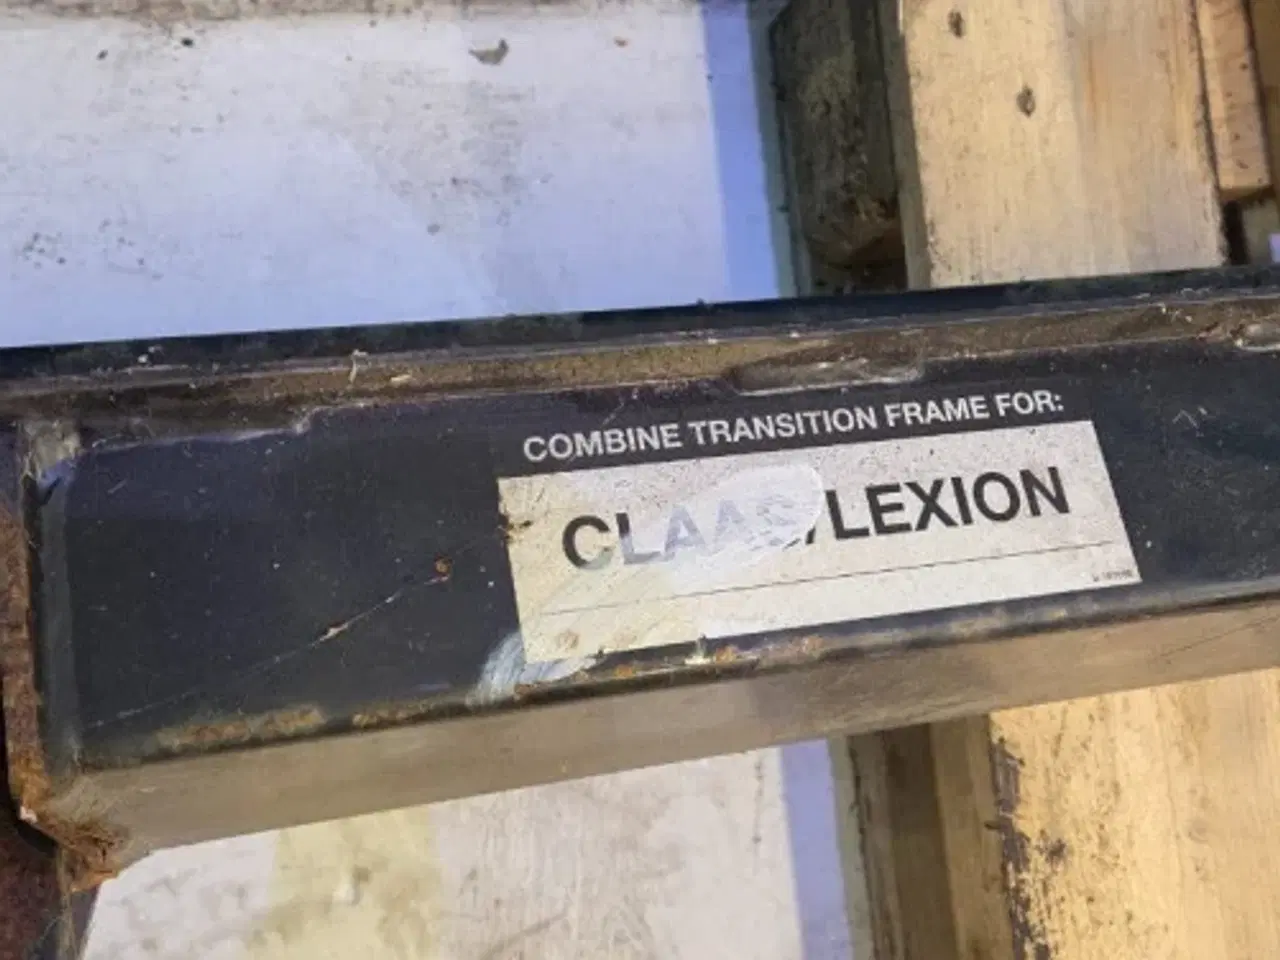 COMBINE TRANSITION FRAME FOR:
CLAAS/LEXION